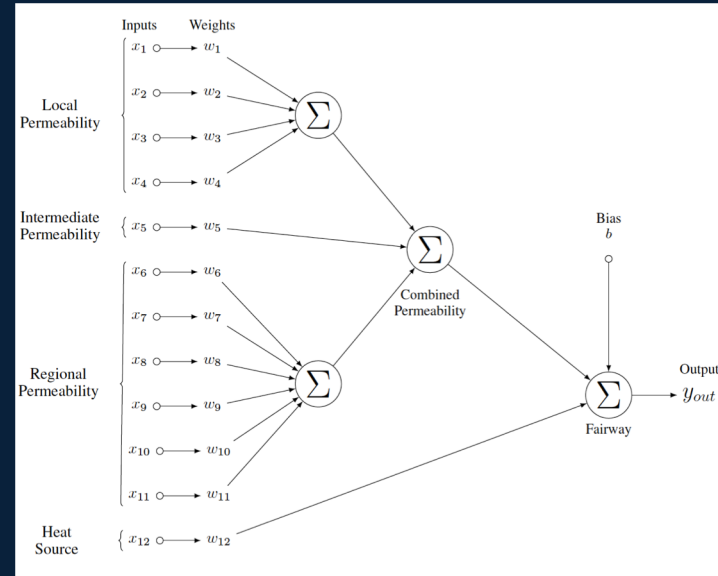 Inputs Weights
x1 w1
x2 w2
Σ
Local
Permeability
x3 w3
x4 w4
Intermediate
Permeability
x5 w5
Bias
b
Σ
x6 w6
Combined
Permeability
x7 w7
x8 w8
Regional
Permeability
Σ
x9 w9
Output
Σ yout
Fairway
x10 w10
x11 w11
Heat
Source
x12 w12